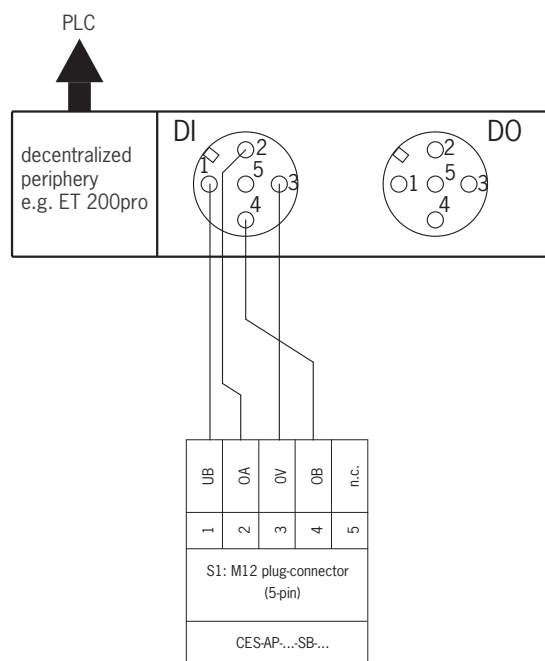 PLC
decentralized
periphery
e.g. ET 200pro
DI
1
2
5
3
4
DO
2
5
1
3
4
UB
OA
0V
OB
n.c.
1
2
3
4
5
S1: M12 plug-connector
(5-pin)
CES-AP-...-SB-...